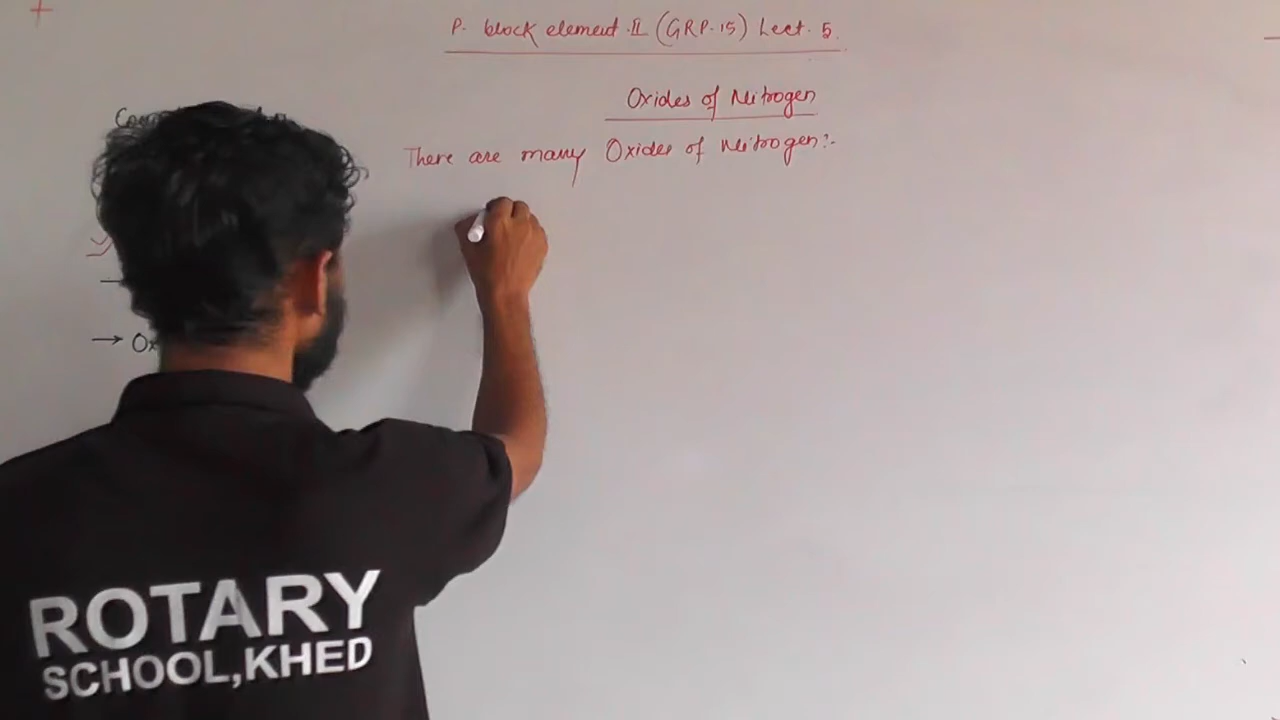 P. block element-II (GRP.15) Lect. 5.
Oxides of Nitrogen
There are many Oxides of Nitrogen:-
→
ROTARY
SCHOOL,KHED